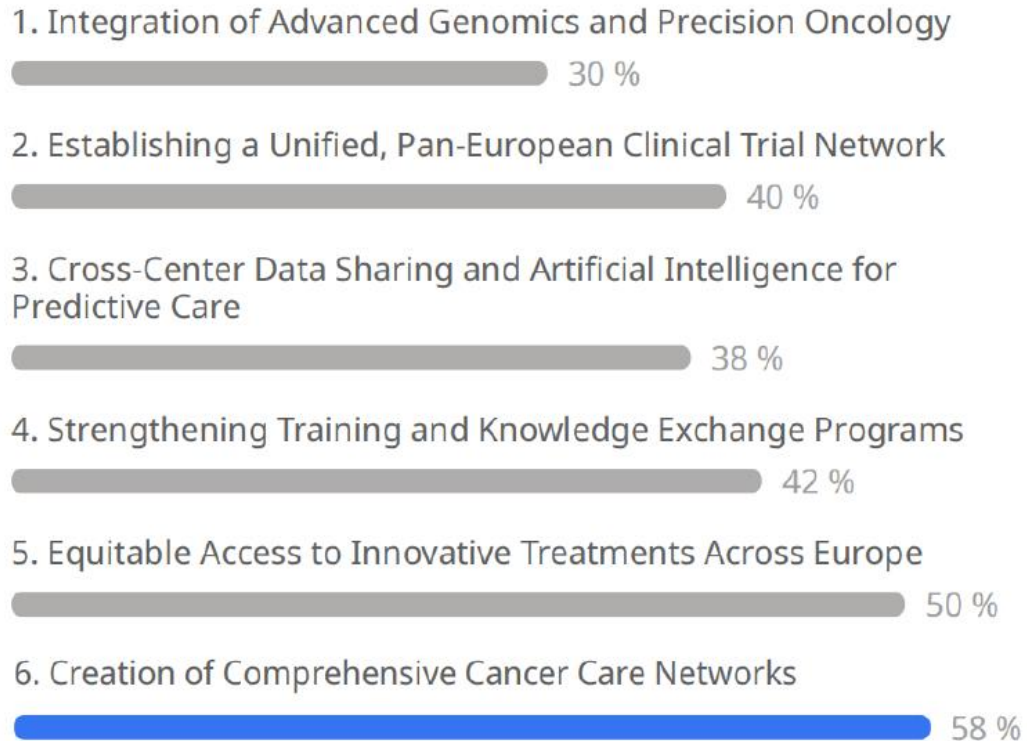 1. Integration of Advanced Genomics and Precision Oncology
30 %
2. Establishing a Unified, Pan-European Clinical Trial Network
40 %
3. Cross-Center Data Sharing and Artificial Intelligence for
Predictive Care
38 %
4. Strengthening Training and Knowledge Exchange Programs
42 %
5. Equitable Access to Innovative Treatments Across Europe
50 %
6. Creation of Comprehensive Cancer Care Networks
58 %